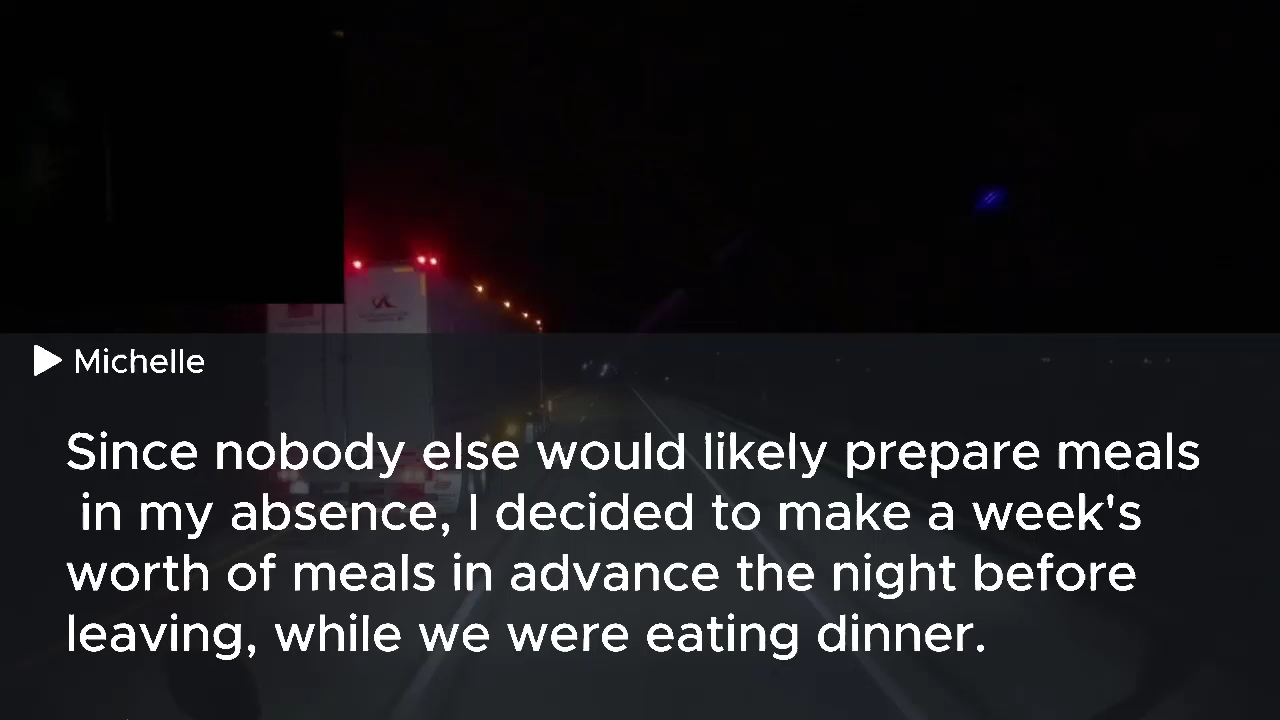 Michelle
Since nobody else would likely prepare meals
in my absence, I decided to make a week's
worth of meals in advance the night before
leaving, while we were eating dinner.